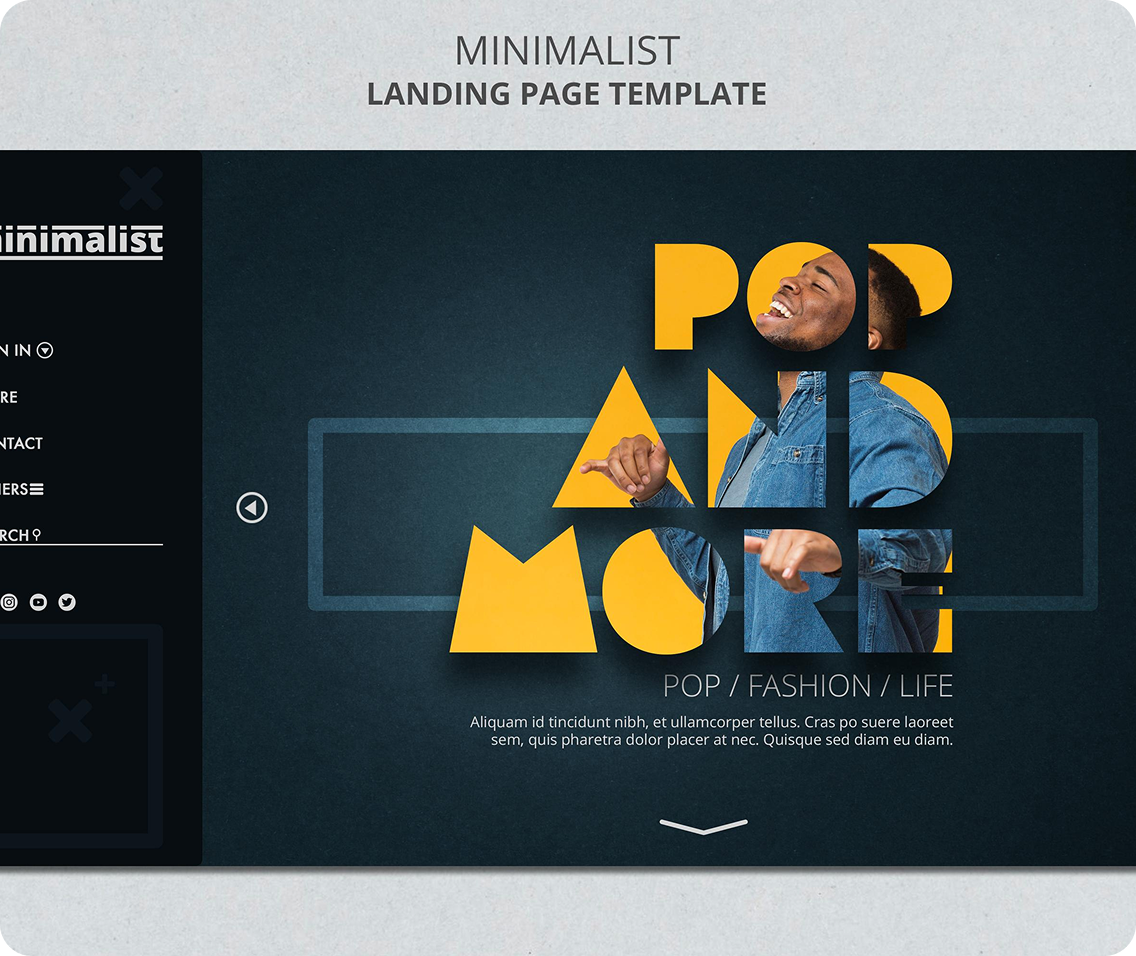 MINIMALIST
LANDING PAGE TEMPLATE
inimalist
N IN
RE
NTACT
ERS
RCH
POP
AND
MORE
POP / FASHION / LIFE
Aliquam id tincidunt nibh, et ullamcorper tellus. Cras po suere laoreet
sem, quis pharetra dolor placer at nec. Quisque sed diam eu diam.